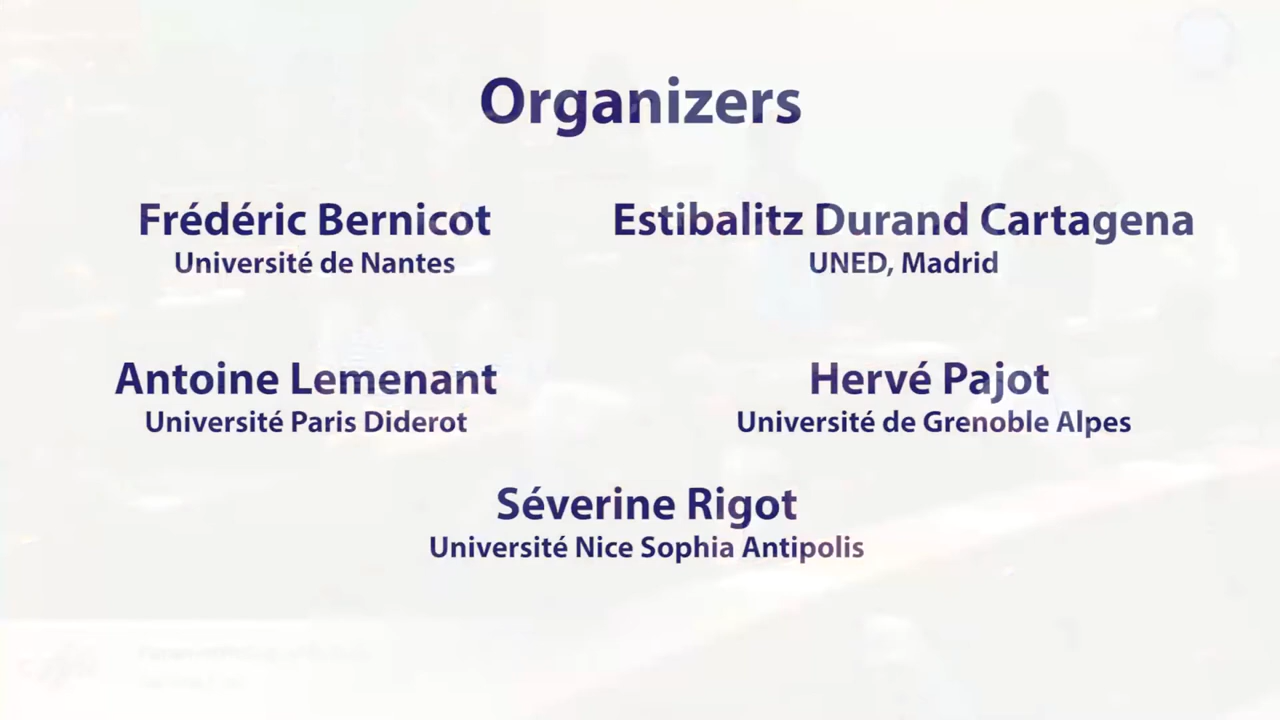 Organizers
Frédéric Bernicot
Université de Nantes
Estibalitz Durand Cartagena
UNED, Madrid
Antoine Lemenant
Université Paris Diderot
Hervé Pajot
Université de Grenoble Alpes
Séverine Rigot
Université Nice Sophia Antipolis